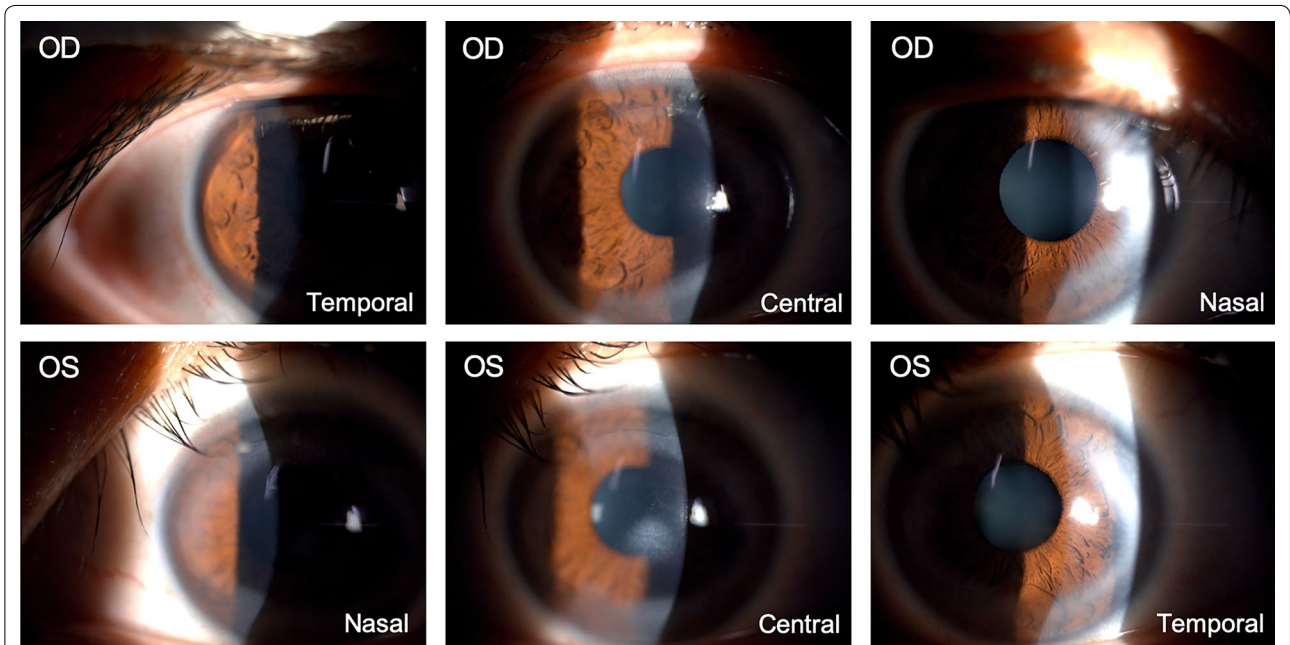 OD
Temporal
OD
Central
OD
Nasal
OS
Nasal
OS
Central
OS
Temporal